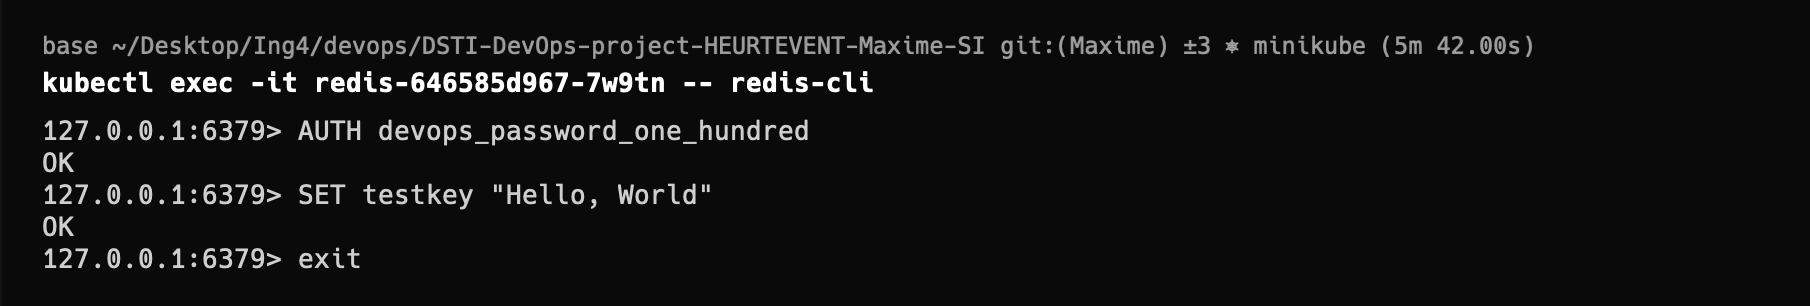 base ~/Desktop/Ing4/devops/DSTI-DevOps-project-HEURTEVENT-Maxime-SI git:(Maxime) ±3 ⎈ minikube (5m 42.00s)
kubectl exec -it redis-646585d967-7w9tn -- redis-cli
127.0.0.1:6379> AUTH devops_password_one_hundred
OK
127.0.0.1:6379> SET testkey "Hello, World"
OK
127.0.0.1:6379> exit